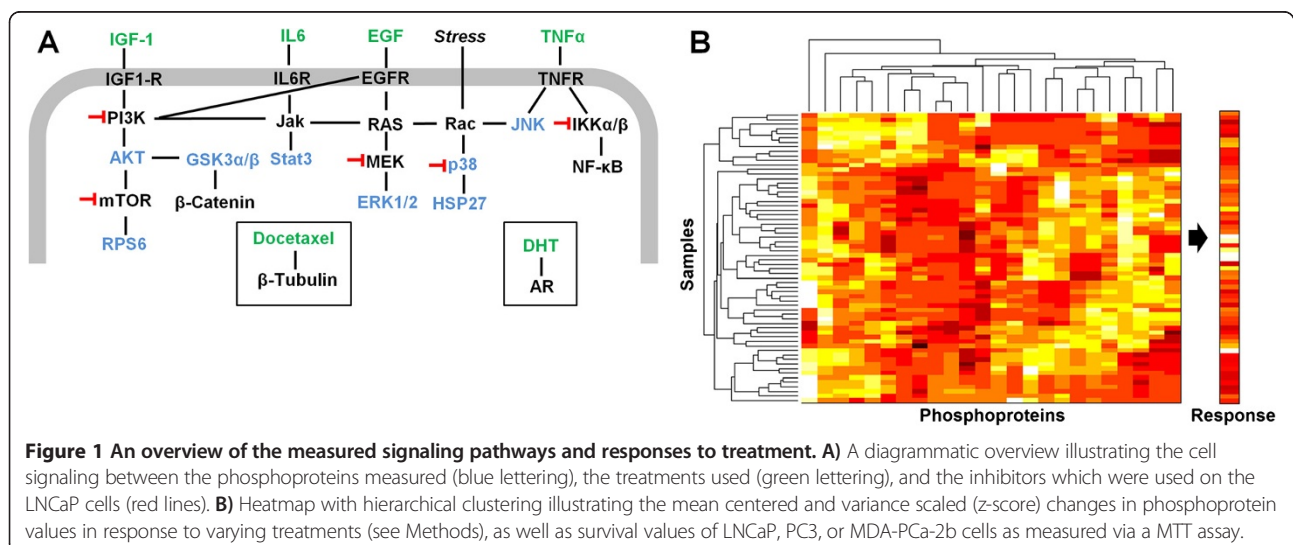 A
B
IGF-1 IL6 EGF Stress TNFα
IGF1-R IL6R EGFR TNFR
PI3K Jak RAS Rac JNK IKKα/β
AKT GSK3α/β Stat3 MEK p38 NF-κB
mTOR β-Catenin ERK1/2 HSP27
RPS6
Docetaxel
β-Tubulin
DHT
AR
Samples
Phosphoproteins
Response
Figure 1 An overview of the measured signaling pathways and responses to treatment. A) A diagrammatic overview illustrating the cell
signaling between the phosphoproteins measured (blue lettering), the treatments used (green lettering), and the inhibitors which were used on the
LNCaP cells (red lines). B) Heatmap with hierarchical clustering illustrating the mean centered and variance scaled (z-score) changes in phosphoprotein
values in response to varying treatments (see Methods), as well as survival values of LNCaP, PC3, or MDA-PCa-2b cells as measured via a MTT assay.